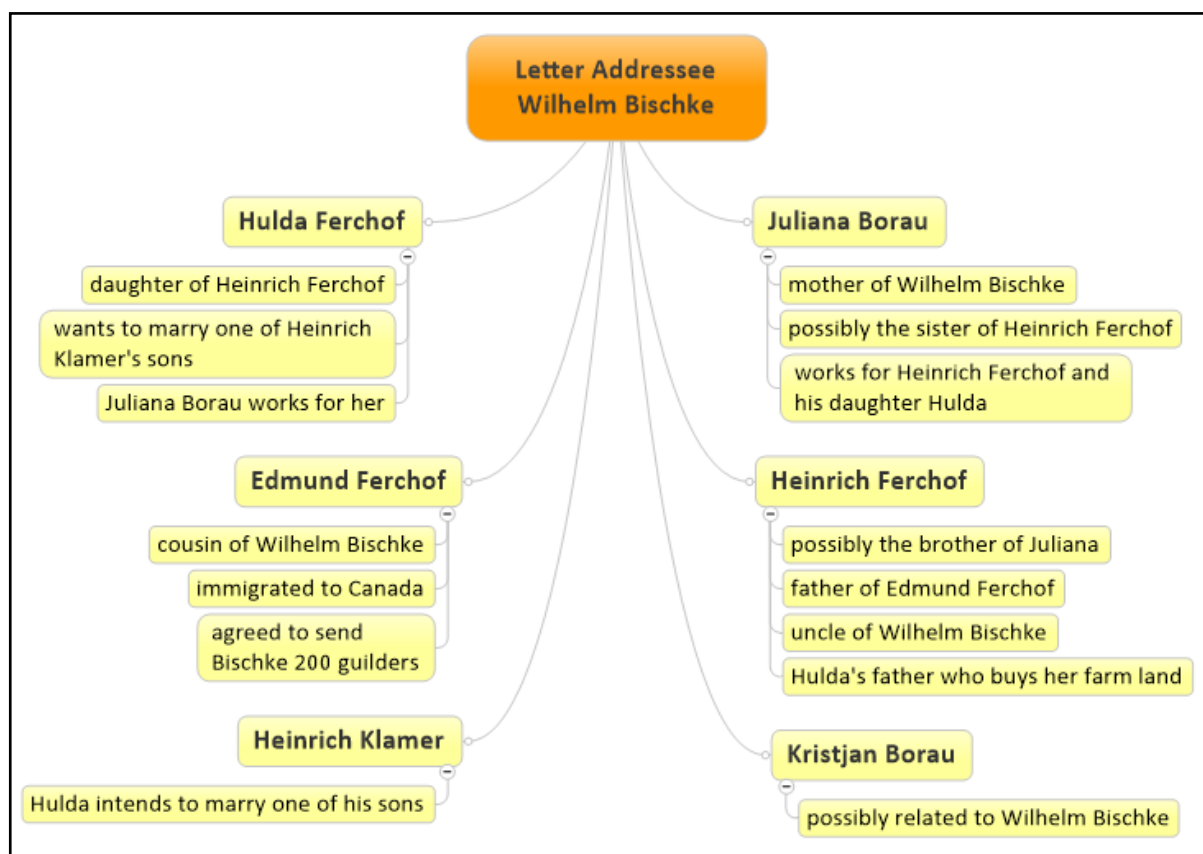 Letter Addressee
Wilhelm Bischke
Hulda Ferchof
daughter of Heinrich Ferchof
wants to marry one of Heinrich
Klamer's sons
Juliana Borau works for her
Edmund Ferchof
cousin of Wilhelm Bischke
immigrated to Canada
agreed to send
Bischke 200 guilders
Heinrich Klamer
Hulda intends to marry one of his sons
Juliana Borau
mother of Wilhelm Bischke
possibly the sister of Heinrich Ferchof
works for Heinrich Ferchof and
his daughter Hulda
Heinrich Ferchof
possibly the brother of Juliana
father of Edmund Ferchof
uncle of Wilhelm Bischke
Hulda's father who buys her farm land
Kristjan Borau
possibly related to Wilhelm Bischke